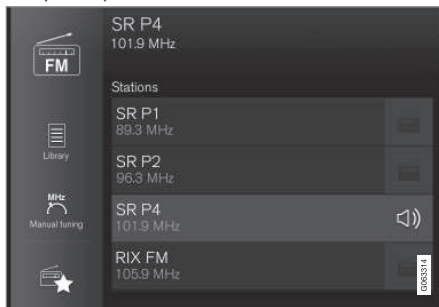 SR P4
101.9 MHz
FM
Stations
SR P1
89.3 MHz
Library
SR P2
96.3 MHz
MHz
Manual tuning
SR P4
101.9 MHz
RIX FM
105.9 MHz
G063314